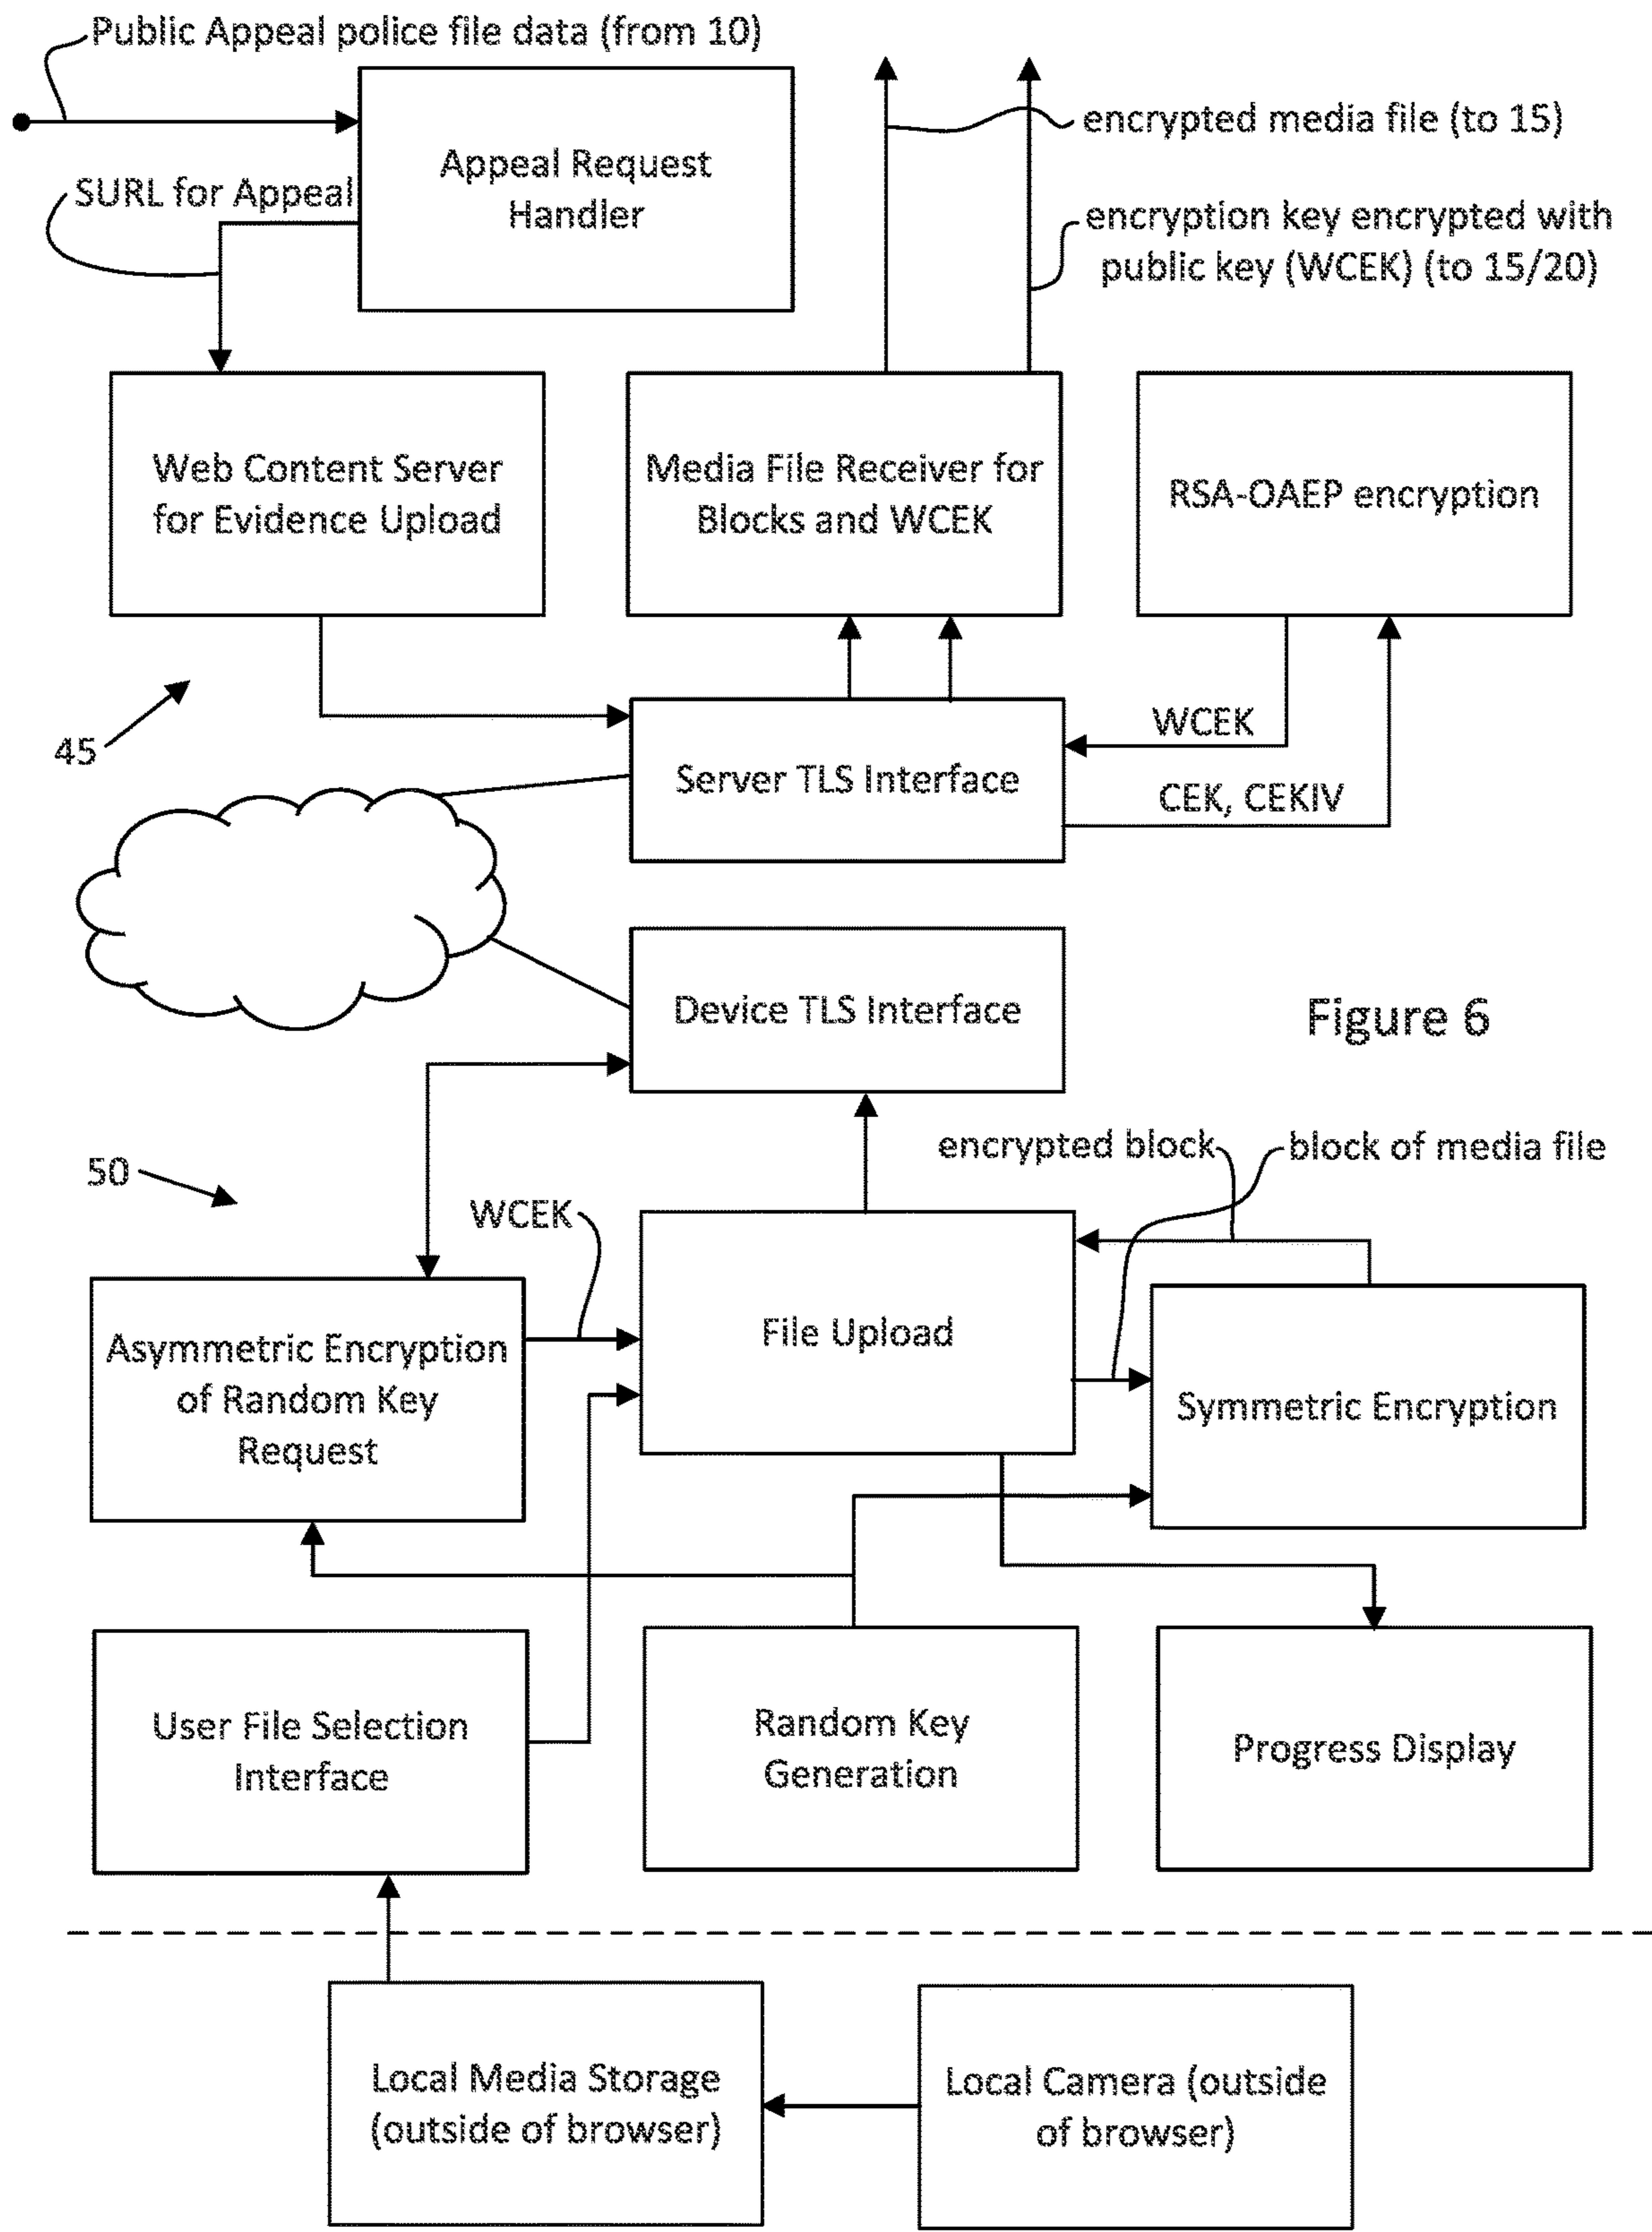 Public Appeal police file data (from 10)
encrypted media file (to 15)
Appeal Request
Handler
SURL for Appeal
encryption key encrypted with
public key (WCEK) (to 15/20)
Web Content Server
for Evidence Upload
Media File Receiver for
Blocks and WCEK
RSA-OAEP encryption
45
WCEK
Server TLS Interface
CEK, CEKIV
Device TLS Interface
Figure 6
50
encrypted block
block of media file
WCEK
Asymmetric Encryption
of Random Key
Request
File Upload
Symmetric Encryption
User File Selection
Interface
Random Key
Generation
Progress Display
Local Media Storage
(outside of browser)
Local Camera (outside
of browser)